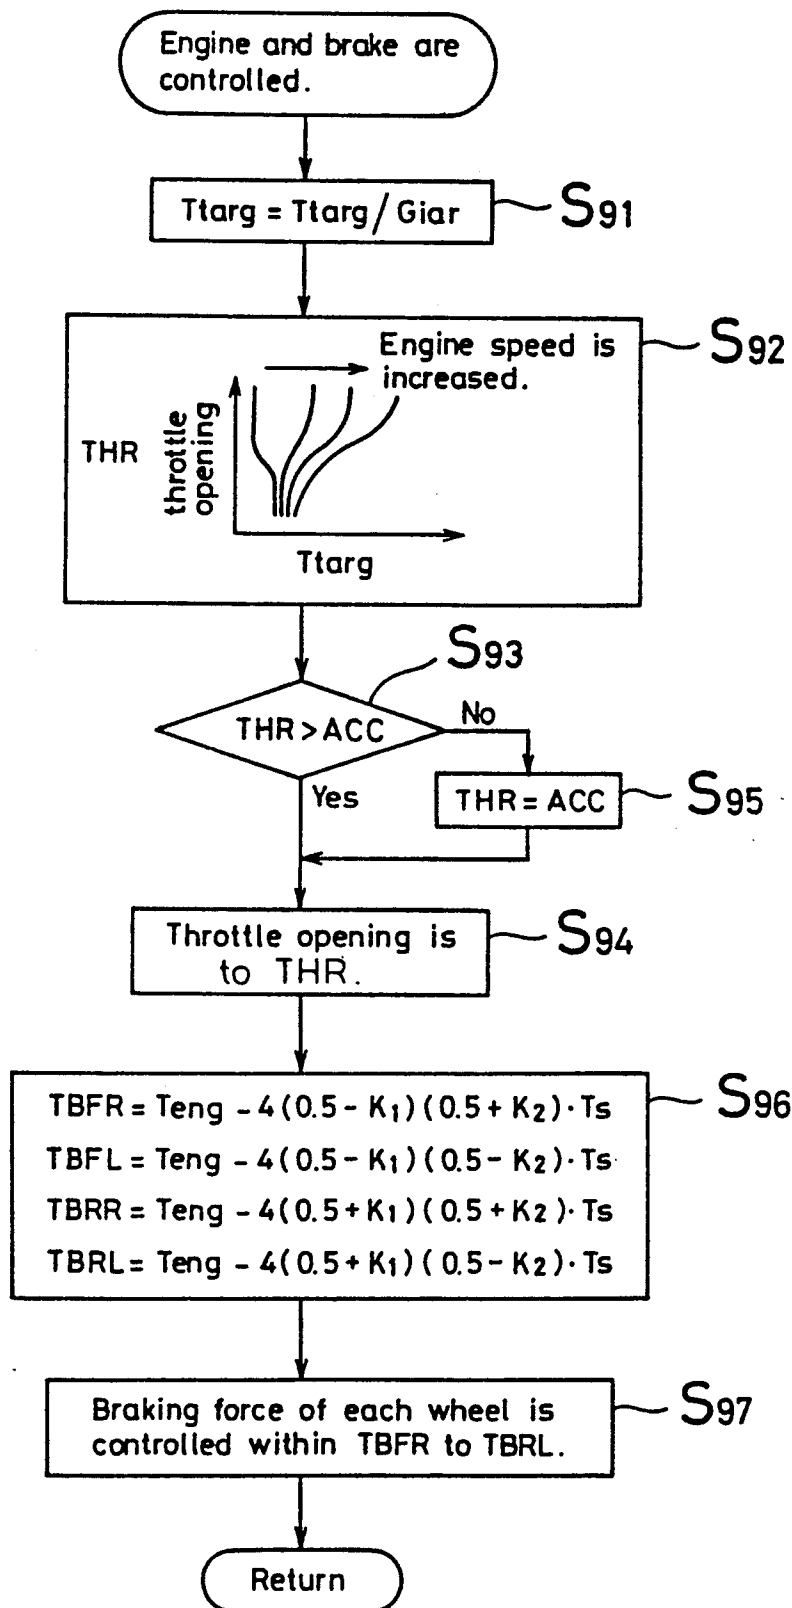 Engine and brake are
controlled.
Ttarg = Ttarg / Giar
S91
Engine speed is
increased.
S92
THR
throttle
opening
Ttarg
S93
THR > ACC
No
Yes
THR = ACC
S95
Throttle opening is
to THR.
S94
TBFR = Teng - 4(0.5 - K1)(0.5 + K2)·Ts
TBFL = Teng - 4(0.5 - K1)(0.5 - K2)·Ts
TBRR = Teng - 4(0.5 + K1)(0.5 + K2)·Ts
TBRL = Teng - 4(0.5 + K1)(0.5 - K2)·Ts
S96
Braking force of each wheel is
controlled within TBFR to TBRL.
S97
Return